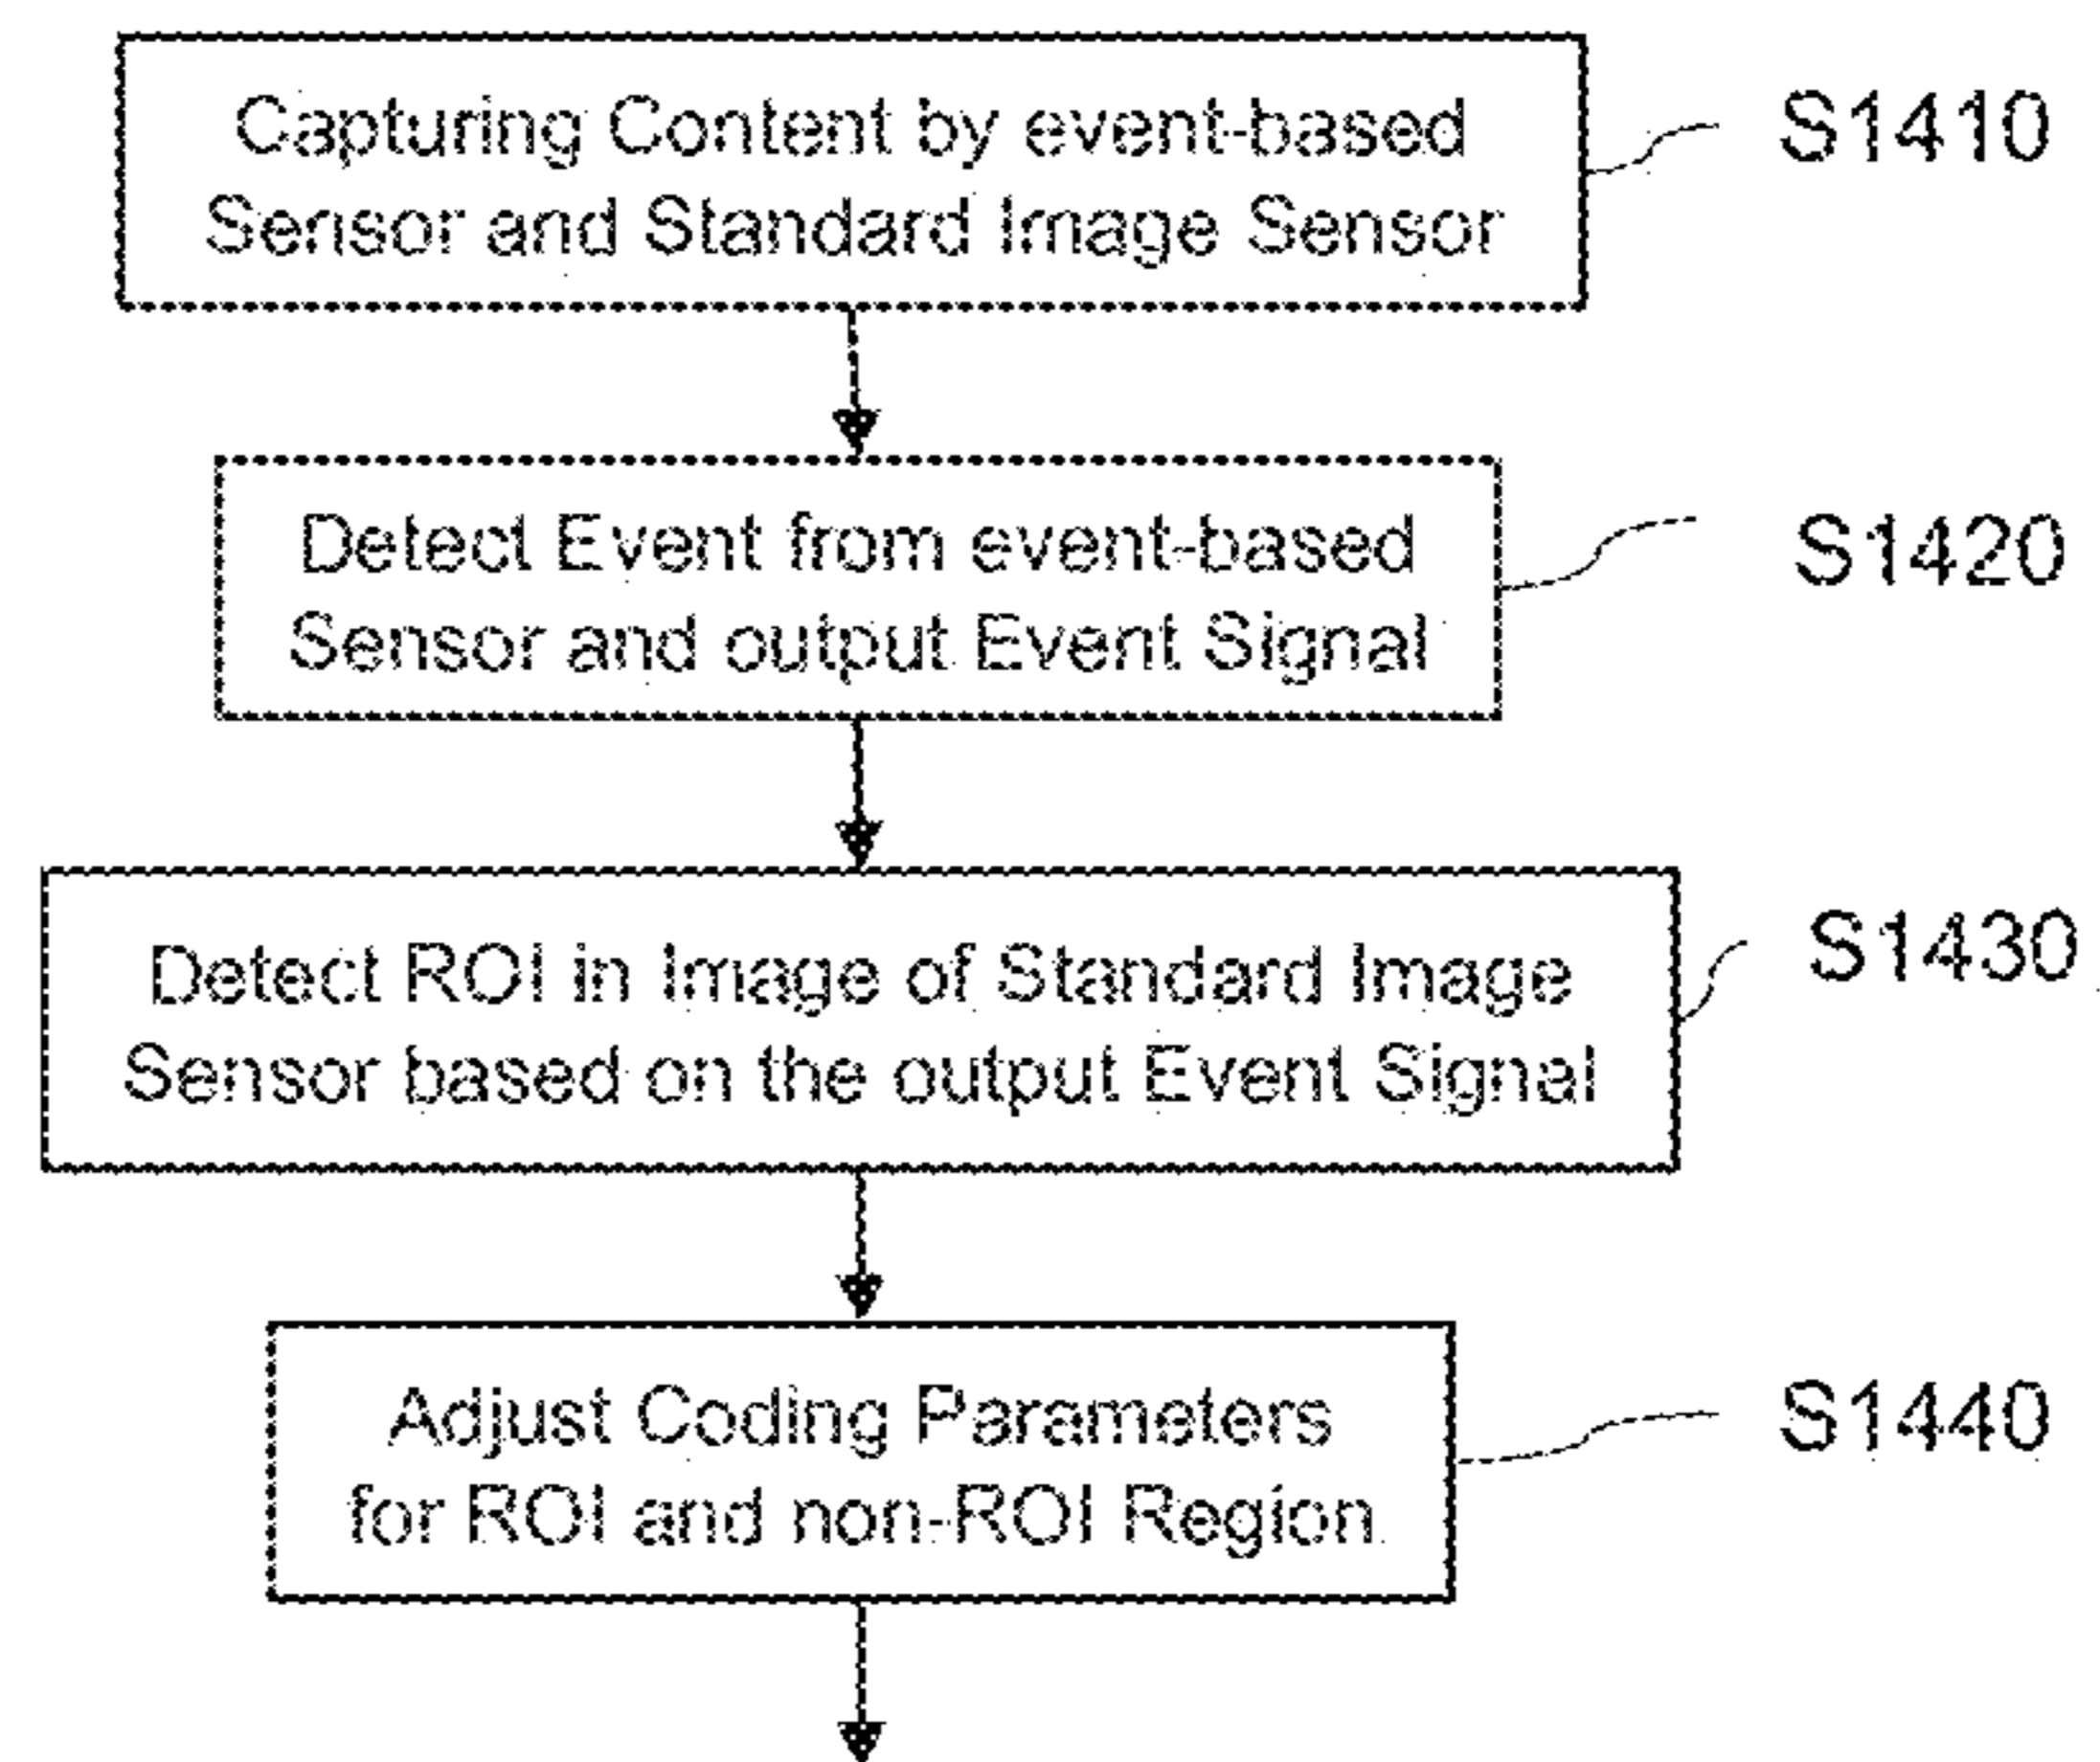 Capturing Content by event-based
Sensor and Standard Image Sensor
S1410
Detect Event from event-based
Sensor and output Event Signal
S1420
Detect ROI in Image of Standard Image
Sensor based on the output Event Signal
S1430
Adjust Coding Parameters
for ROI and non-ROI Region
S1440